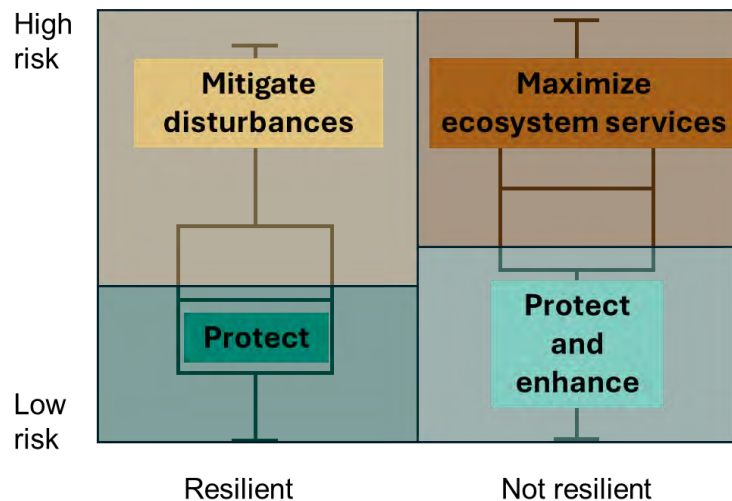 High
risk
Mitigate
disturbances
Maximize
ecosystem services
Protect
Protect
and
enhance
Low
risk
Resilient
Not resilient